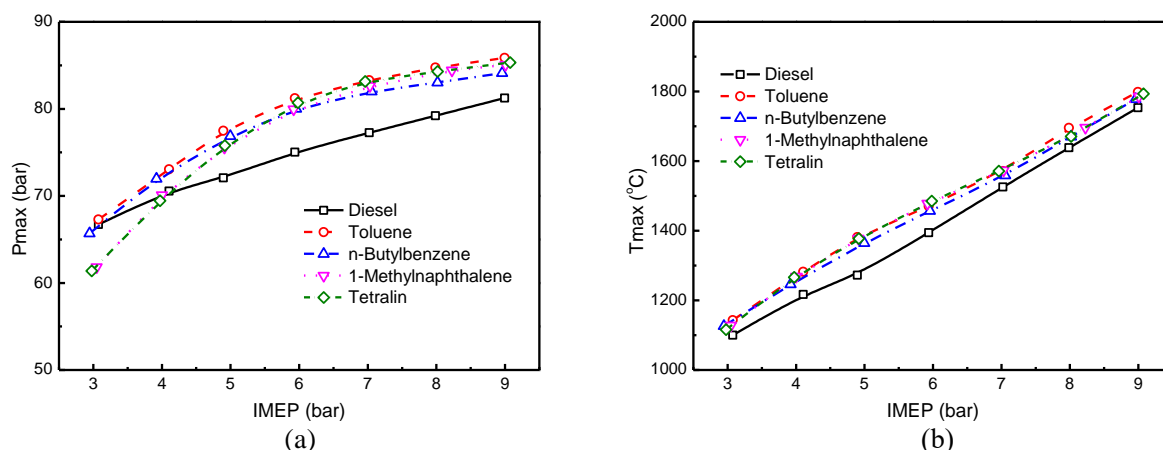 90
80
70
60
50
Pmax (bar)
Diesel
Toluene
n-Butylbenzene
1-Methylnaphthalene
Tetralin
3 4 5 6 7 8 9
IMEP (bar)
(a)
2000
1800
1600
1400
1200
1000
Tmax (°C)
Diesel
Toluene
n-Butylbenzene
1-Methylnaphthalene
Tetralin
3 4 5 6 7 8 9
IMEP (bar)
(b)